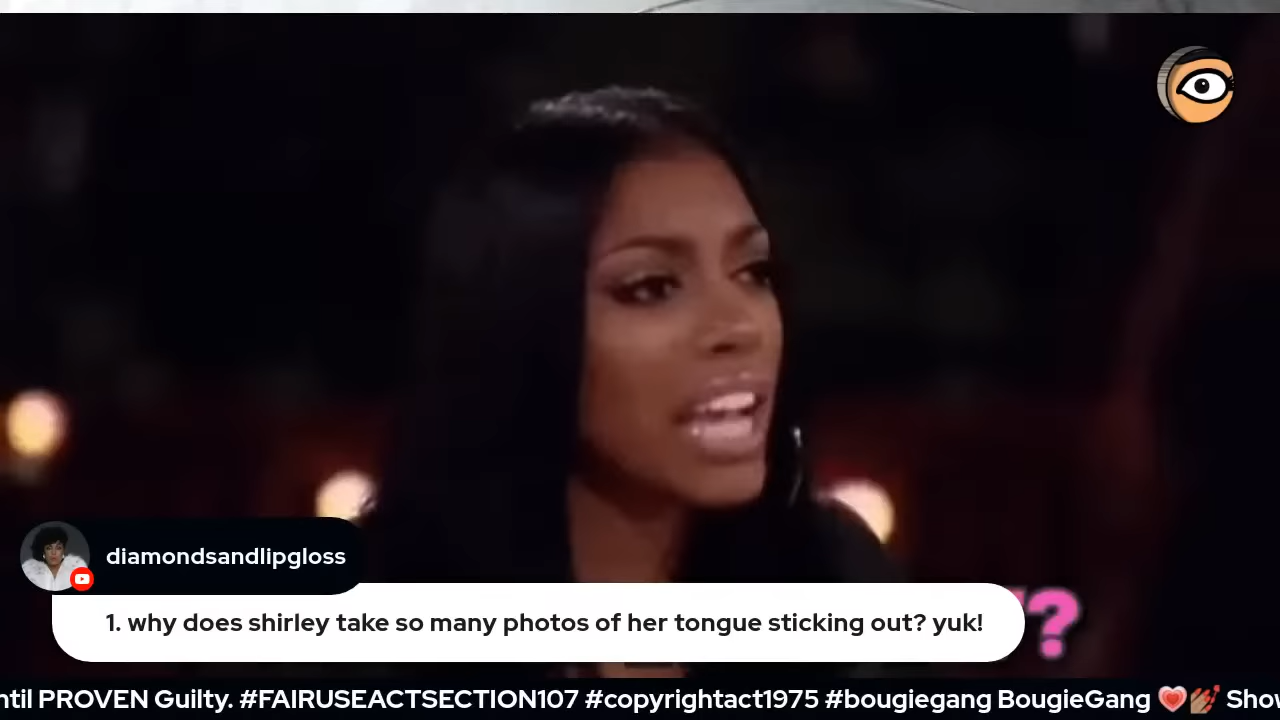 diamondsandlipgloss
1. why does shirley take so many photos of her tongue sticking out? yuk!
?
PROVEN Guilty. #FAIRUSEACTSECTION107 #copyrightact1975 #bougiegang BougieGang 💗💅🏾